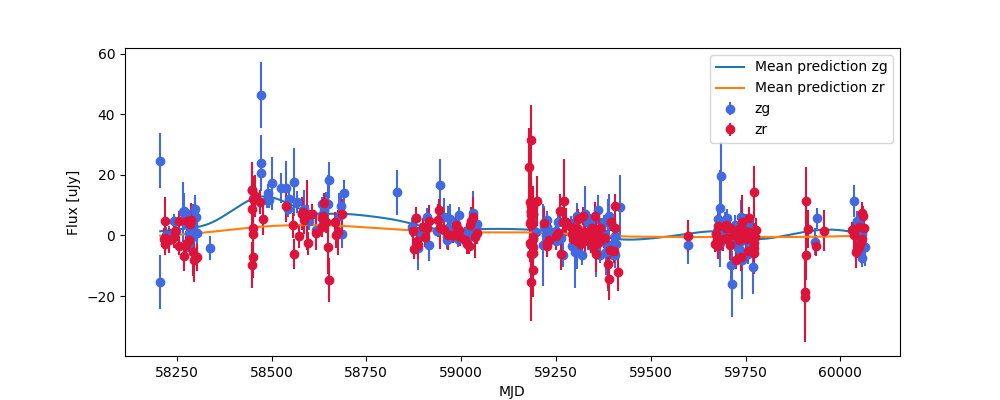 60
40
20
0
−20
Flux [uJy]
58250 58500 58750 59000 59250 59500 59750 60000
MJD
Mean prediction zg
Mean prediction zr
zg
zr